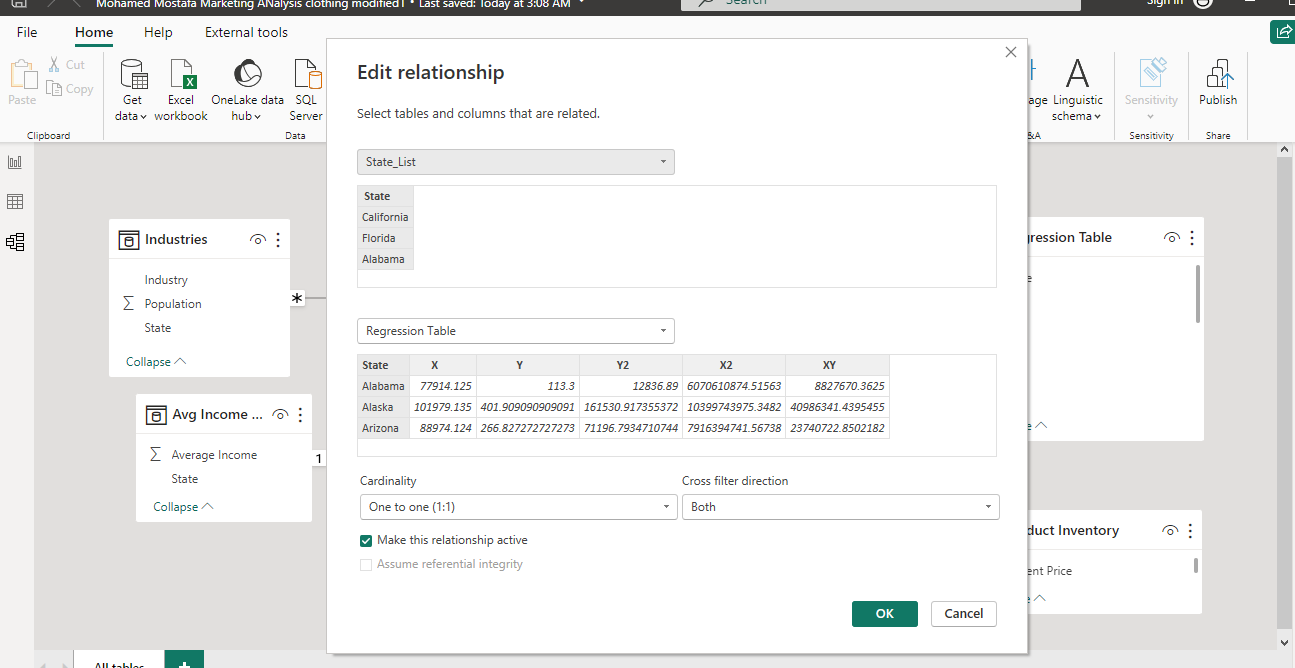 Mohamed Mostafa Marketing ANalysis clothing modified1 • Last saved: Today at 3:08 AM
Search
Sign in
File Home Help External tools
Paste
Cut
Copy
Clipboard
Get data
Excel workbook
OneLake data hub
SQL Server
Data
Linguistic schema
Sensitivity
Sensitivity
Publish
Share
Industries
Industry
Σ Population
State
Collapse
*
Avg Income ...
Σ Average Income
State
Collapse
1
Edit relationship
Select tables and columns that are related.
State_List
State
California
Florida
Alabama
Regression Table
State X Y Y2 X2 XY
Alabama 77914.125 113.3 12836.89 6070610874.51563 8827670.3625
Alaska 101979.135 401.909090909091 161530.917355372 10399743975.3482 40986341.4395455
Arizona 88974.124 266.827272727273 71196.7934710744 7916394741.56738 23740722.8502182
Cardinality
One to one (1:1)
Cross filter direction
Both
Make this relationship active
Assume referential integrity
OK
Cancel
gression Table
duct Inventory
ent Price
All tables
+